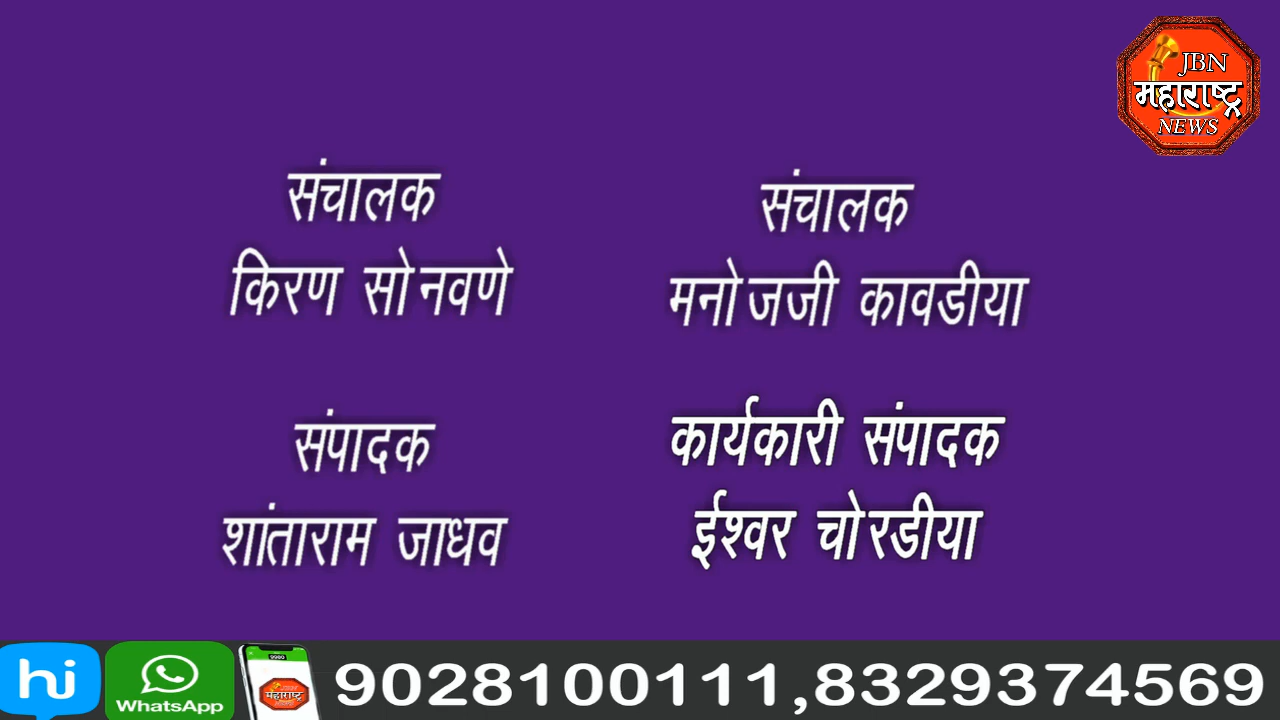 JBN
महाराष्ट्र
NEWS
संचालक
किरण सोनवणे
संचालक
मनोजजी कावडीया
संपादक
शांताराम जाधव
कार्यकारी संपादक
ईश्वर चोरडीया
hi
WhatsApp
महाराष्ट्र
9028100111,8329374569